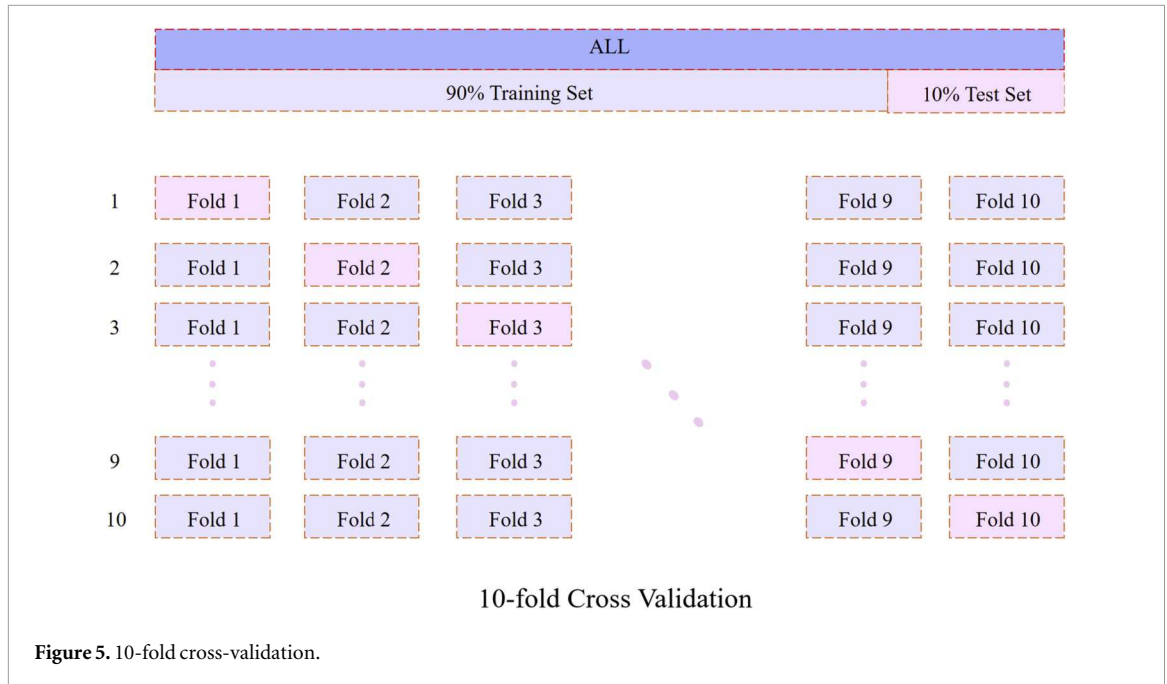 ALL
90% Training Set 10% Test Set
1 Fold 1 Fold 2 Fold 3 Fold 9 Fold 10
2 Fold 1 Fold 2 Fold 3 Fold 9 Fold 10
3 Fold 1 Fold 2 Fold 3 Fold 9 Fold 10
9 Fold 1 Fold 2 Fold 3 Fold 9 Fold 10
10 Fold 1 Fold 2 Fold 3 Fold 9 Fold 10
10-fold Cross Validation
Figure 5. 10-fold cross-validation.